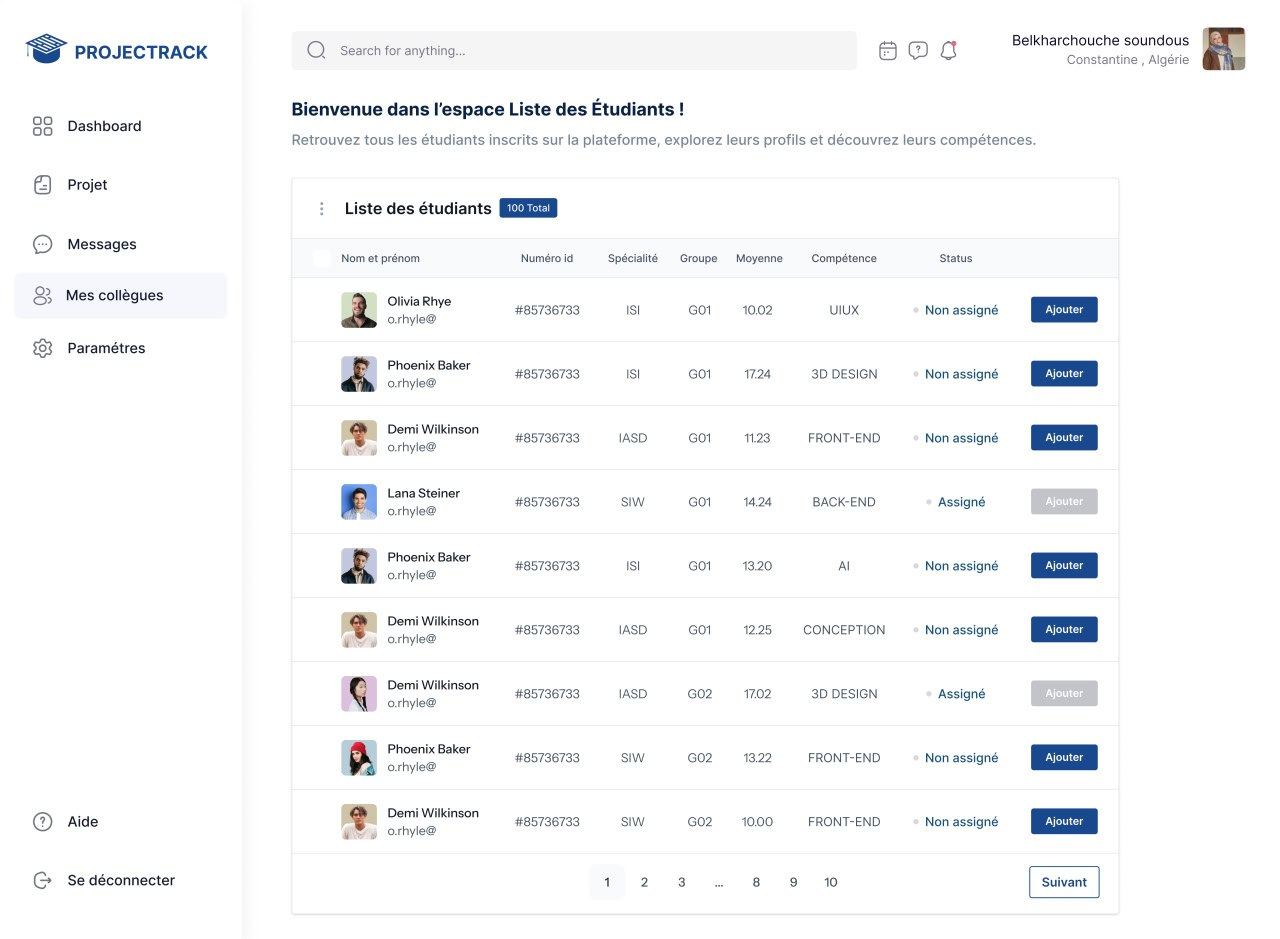 PROJECTRACK
Search for anything...
Belkharchouche soundous
Constantine , Algérie
Dashboard
Projet
Messages
Mes collègues
Paramétres
Aide
Se déconnecter
Bienvenue dans l’espace Liste des Étudiants !
Retrouvez tous les étudiants inscrits sur la plateforme, explorez leurs profils et découvrez leurs compétences.
Liste des étudiants 100 Total
Nom et prénom Numéro id Spécialité Groupe Moyenne Compétence Status
Olivia Rhye
o.rhyle@
#85736733 ISI G01 10.02 UIUX Non assigné Ajouter
Phoenix Baker
o.rhyle@
#85736733 ISI G01 17.24 3D DESIGN Non assigné Ajouter
Demi Wilkinson
o.rhyle@
#85736733 IASD G01 11.23 FRONT-END Non assigné Ajouter
Lana Steiner
o.rhyle@
#85736733 SIW G01 14.24 BACK-END Assigné Ajouter
Phoenix Baker
o.rhyle@
#85736733 ISI G01 13.20 AI Non assigné Ajouter
Demi Wilkinson
o.rhyle@
#85736733 IASD G01 12.25 CONCEPTION Non assigné Ajouter
Demi Wilkinson
o.rhyle@
#85736733 IASD G02 17.02 3D DESIGN Assigné Ajouter
Phoenix Baker
o.rhyle@
#85736733 SIW G02 13.22 FRONT-END Non assigné Ajouter
Demi Wilkinson
o.rhyle@
#85736733 SIW G02 10.00 FRONT-END Non assigné Ajouter
1 2 3 ... 8 9 10 Suivant